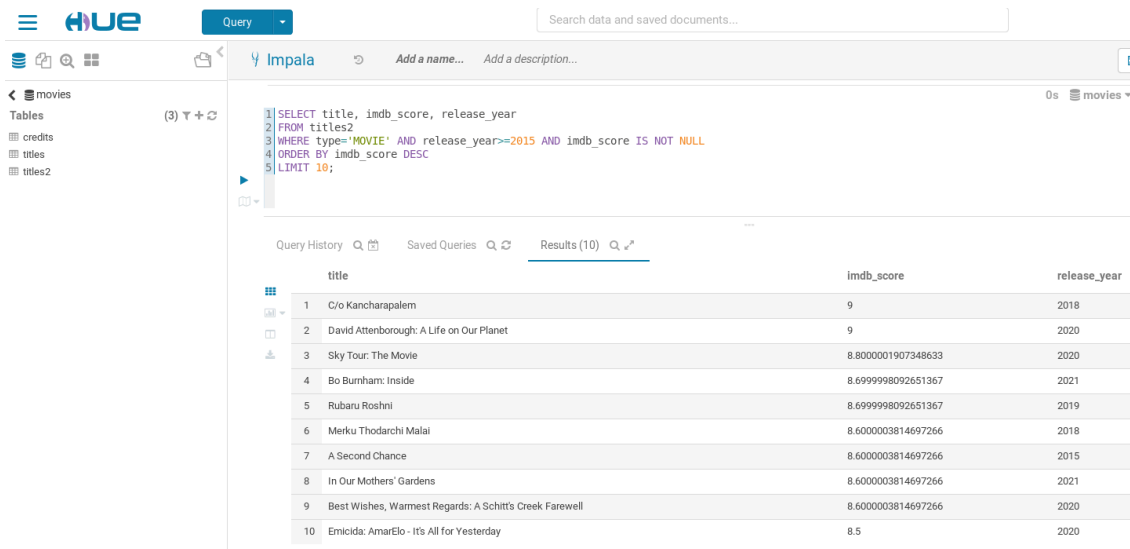 HUE
Query
Search data and saved documents...
Impala
Add a name...
Add a description...
movies
Tables
(3)
credits
titles
titles2
0s
movies
1 SELECT title, imdb_score, release_year
2 FROM titles2
3 WHERE type='MOVIE' AND release_year>=2015 AND imdb_score IS NOT NULL
4 ORDER BY imdb_score DESC
5 LIMIT 10;
Query History
Saved Queries
Results (10)
title imdb_score release_year
1 C/o Kancharapalem 9 2018
2 David Attenborough: A Life on Our Planet 9 2020
3 Sky Tour: The Movie 8.8000001907348633 2020
4 Bo Burnham: Inside 8.6999998092651367 2021
5 Rubaru Roshni 8.6999998092651367 2019
6 Merku Thodarchi Malai 8.6000003814697266 2018
7 A Second Chance 8.6000003814697266 2015
8 In Our Mothers' Gardens 8.6000003814697266 2021
9 Best Wishes, Warmest Regards: A Schitt's Creek Farewell 8.6000003814697266 2020
10 Emicida: AmarElo - It's All for Yesterday 8.5 2020